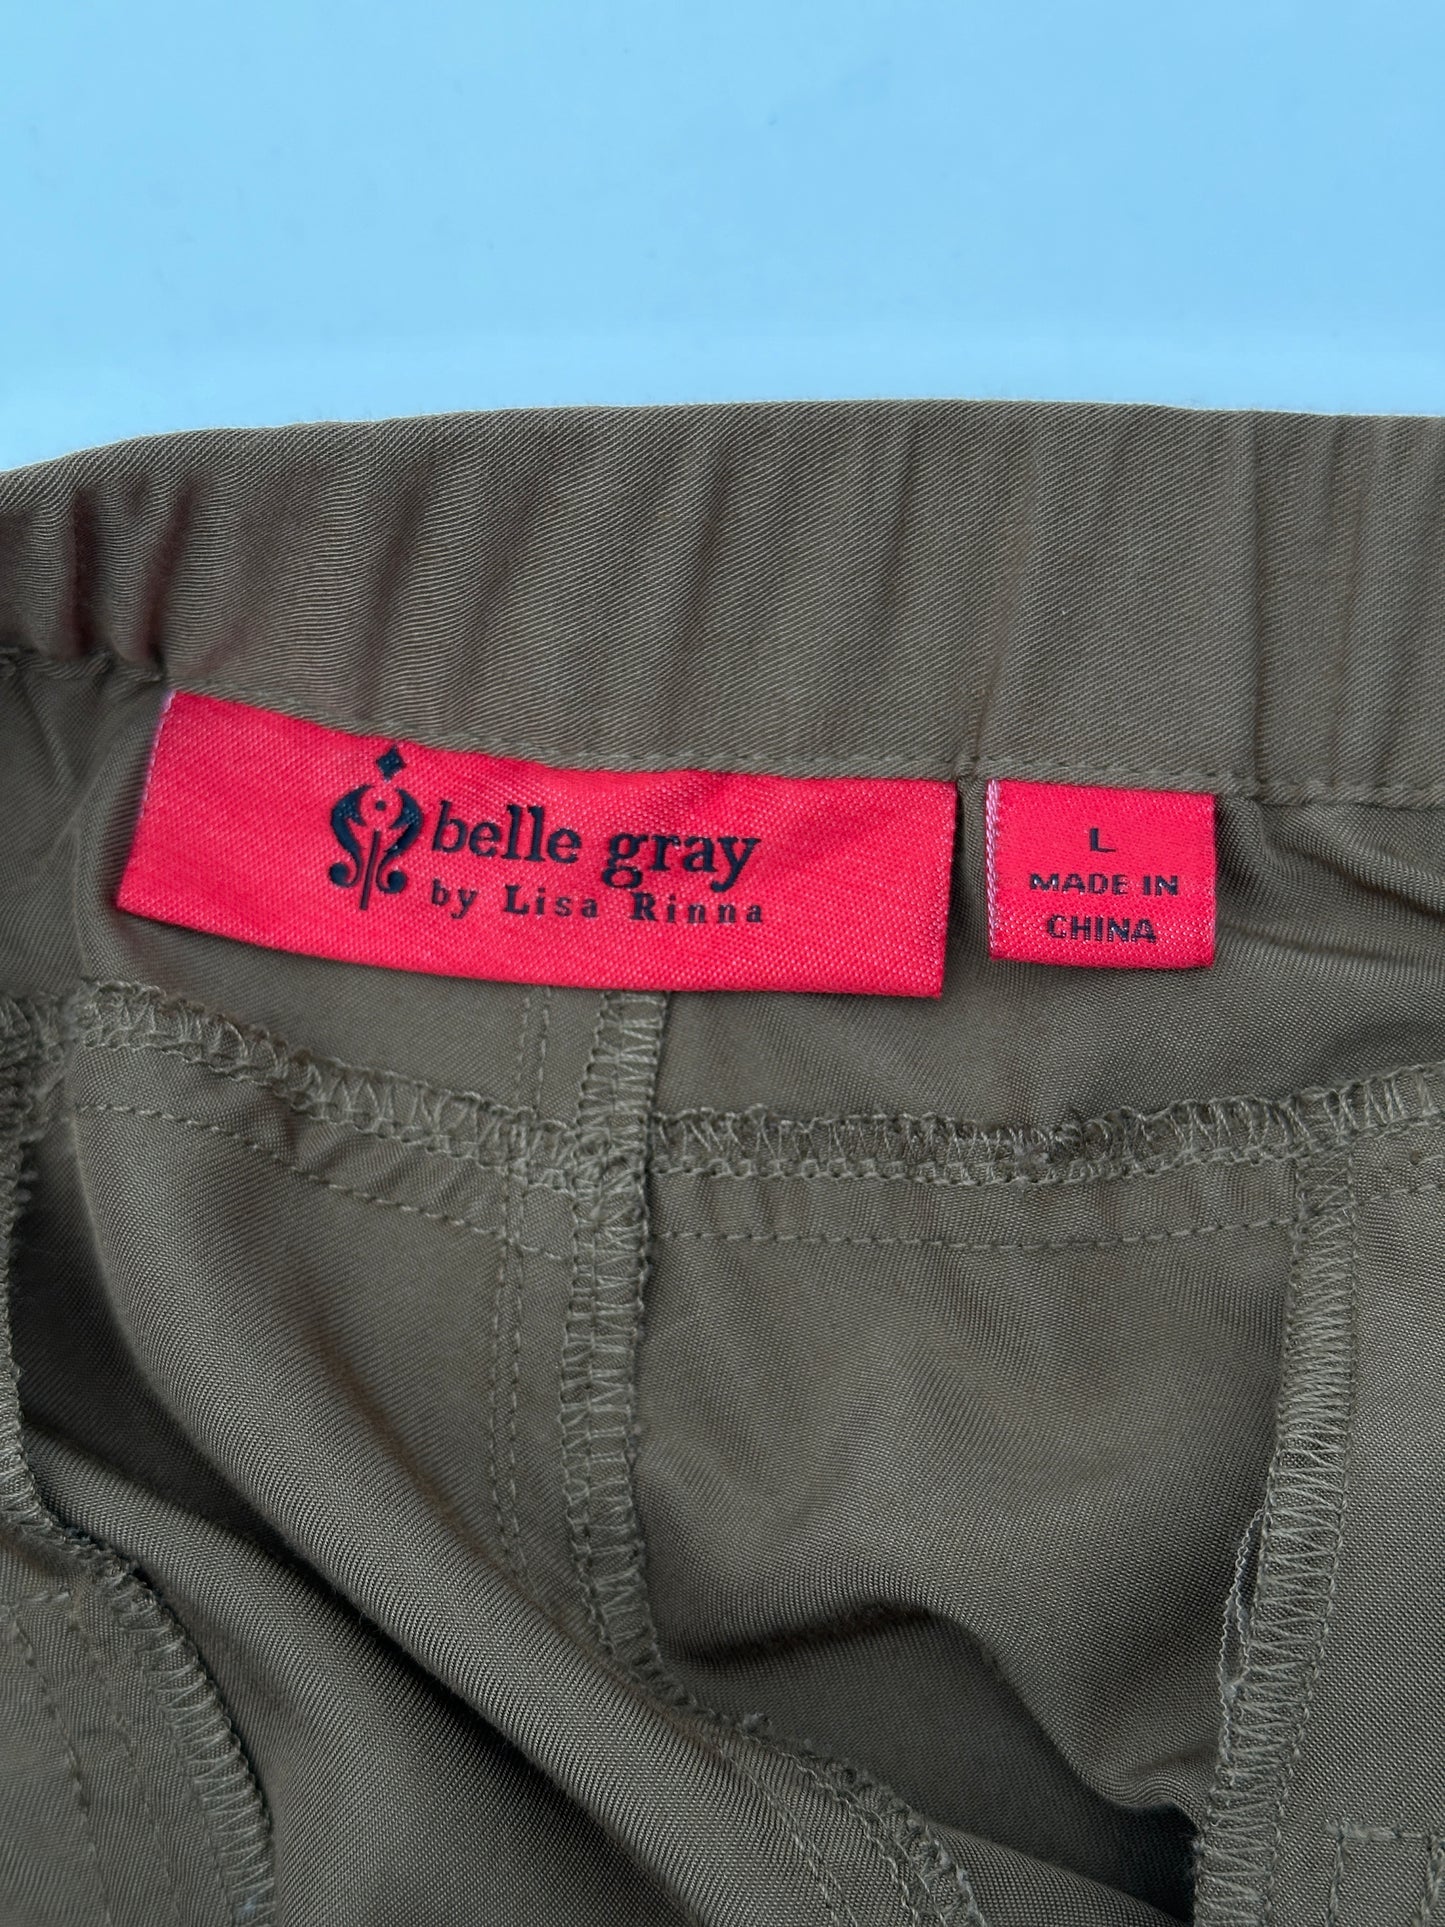 belle gray
by Lisa Rinna
L
MADE IN
CHINA